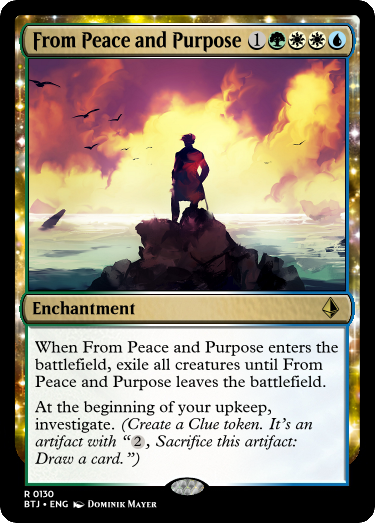 From Peace and Purpose 1
Enchantment
When From Peace and Purpose enters the
battlefield, exile all creatures until From
Peace and Purpose leaves the battlefield.
At the beginning of your upkeep,
investigate. (Create a Clue token. It's an
artifact with “2, Sacrifice this artifact:
Draw a card.”)
R 0130
BTJ • ENG Dominik Mayer